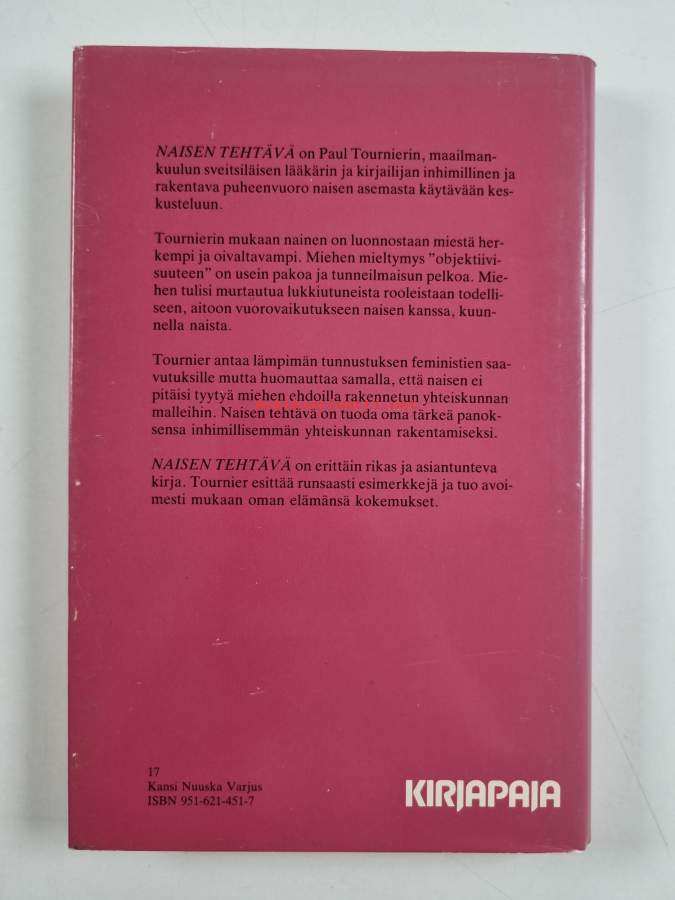 NAISEN TEHTÄVÄ on Paul Tournierin, maailman-
kuulun sveitsiläisen lääkärin ja kirjailijan inhimillinen ja
rakentava puheenvuoro naisen asemasta käytävään kes-
kusteluun.
Tournierin mukaan nainen on luonnostaan miestä her-
kempi ja oivaltavampi. Miehen mieltymys "objektiivi-
suuteen" on usein pakoa ja tunneilmaisun pelkoa. Mie-
hen tulisi murtautua lukkiutuneista rooleistaan todelli-
seen, aitoon vuorovaikutukseen naisen kanssa, kuun-
nella naista.
Tournier antaa lämpimän tunnustuksen feministien saa-
vutuksille mutta huomauttaa samalla, että naisen ei
pitäisi tyytyä miehen ehdoilla rakennetun yhteiskunnan
malleihin. Naisen tehtävä on tuoda oma tärkeä panok-
sensa inhimillisemmän yhteiskunnan rakentamiseksi.
NAISEN TEHTÄVÄ on erittäin rikas ja asiantunteva
kirja. Tournier esittää runsaasti esimerkkejä ja tuo avoi-
mesti mukaan oman elämänsä kokemukset.
17
Kansi Nuuska Varjus
ISBN 951-621-451-7
KIRJAPAJA